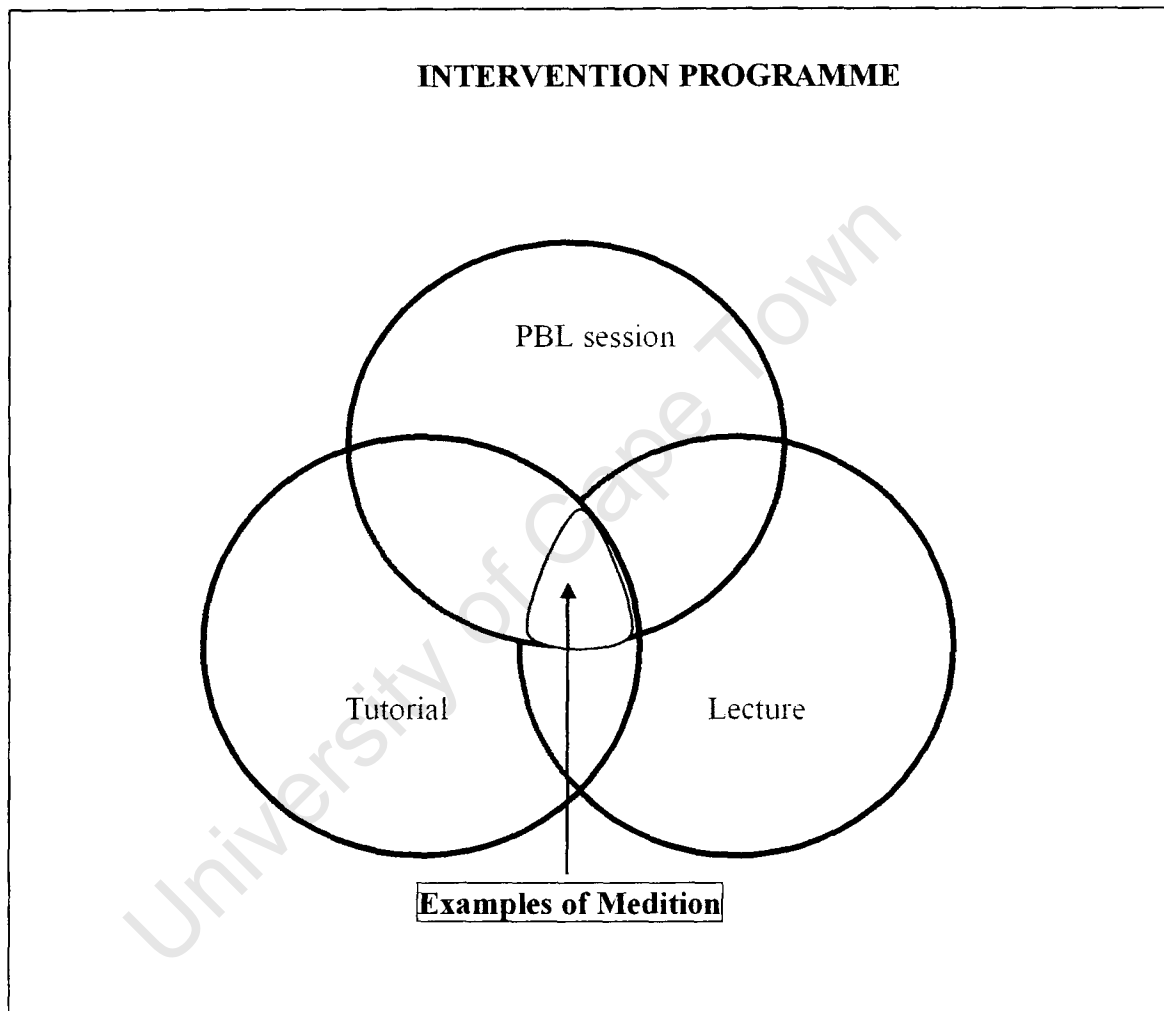 INTERVENTION PROGRAMME
PBL session
Tutorial
Lecture
Examples of Medition
University of Cape Town